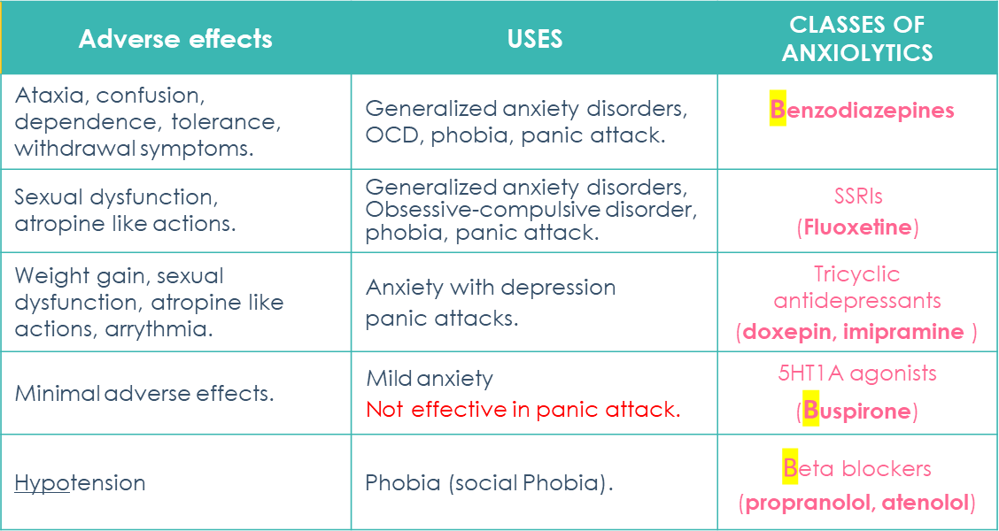 Adverse effects
USES
CLASSES OF
ANXIOLYTICS
Ataxia, confusion,
dependence, tolerance,
withdrawal symptoms.
Generalized anxiety disorders,
OCD, phobia, panic attack.
Benzodiazepines
Sexual dysfunction,
atropine like actions.
Generalized anxiety disorders,
Obsessive-compulsive disorder,
phobia, panic attack.
SSRIs
(Fluoxetine)
Weight gain, sexual
dysfunction, atropine like
actions, arrythmia.
Anxiety with depression
panic attacks.
Tricyclic
antidepressants
(doxepin, imipramine )
Minimal adverse effects.
Mild anxiety
Not effective in panic attack.
5HT1A agonists
(Buspirone)
Hypotension
Phobia (social Phobia).
Beta blockers
(propranolol, atenolol)